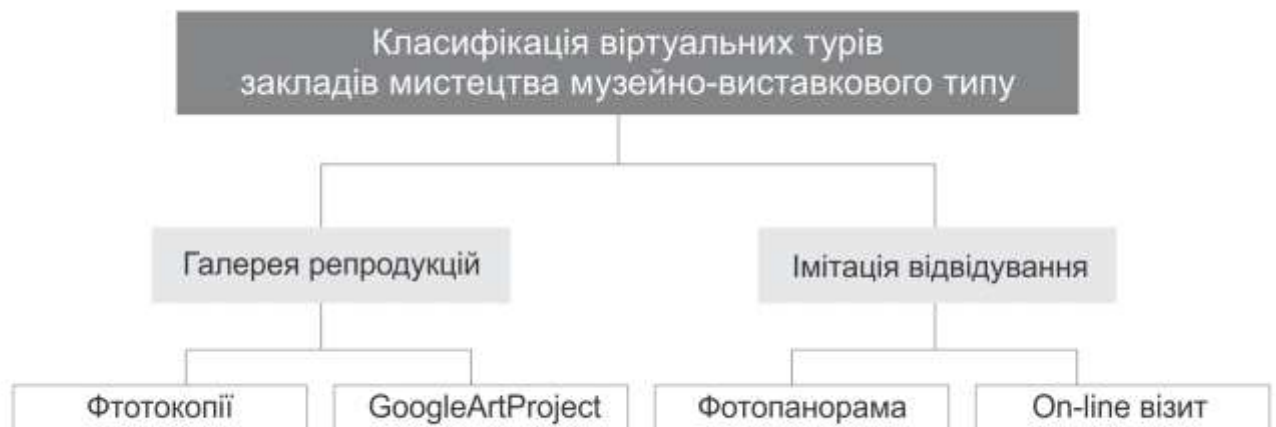 Класифікація віртуальних турів
закладів мистецтва музейно-виставкового типу
Галерея репродукцій
Імітація відвідування
Фтотокопії
GoogleArtProject
Фотопанорама
On-line візит